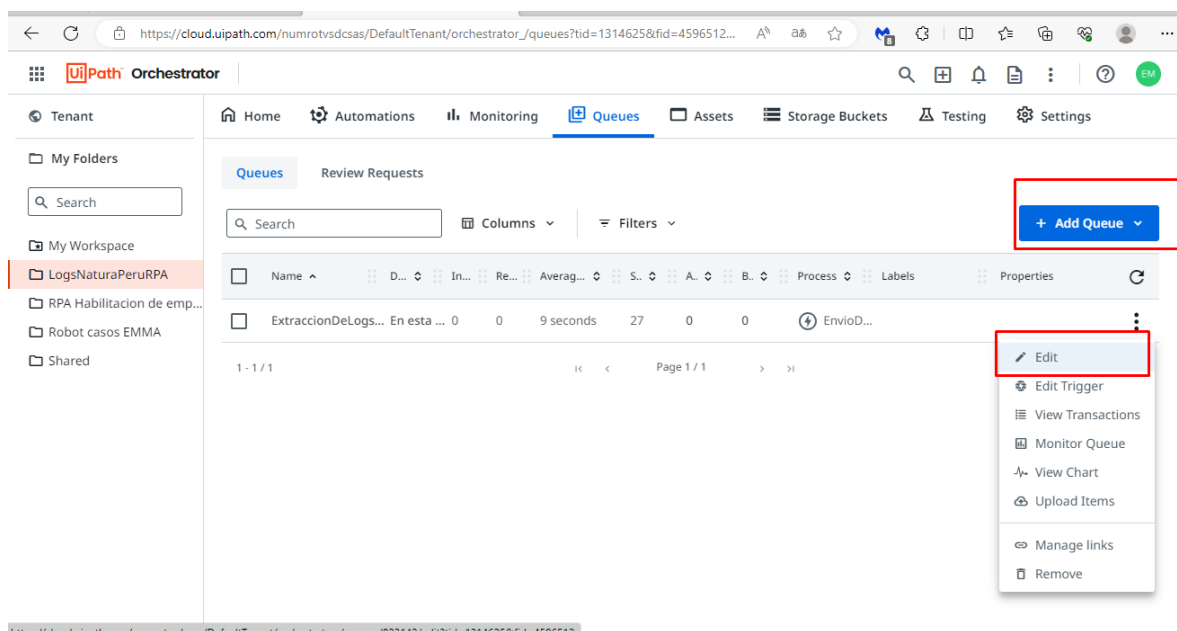 https://cloud.uipath.com/numrotvsdcsas/DefaultTenant/orchestrator_/queues?tid=1314625&fid=4596512...
UiPath Orchestrator
EM
Tenant
Home Automations Monitoring Queues Assets Storage Buckets Testing Settings
My Folders
Queues Review Requests
Search
Search Columns Filters + Add Queue
My Workspace
LogsNaturaPeruRPA
Name D... In... Re... Averag... S.. A.. B.. Process Labels Properties
RPA Habilitacion de emp...
ExtraccionDeLogs... En esta ... 0 0 9 seconds 27 0 0 EnvioD...
Robot casos EMMA
Shared
1 - 1 / 1 Page 1 / 1
Edit
Edit Trigger
View Transactions
Monitor Queue
View Chart
Upload Items
Manage links
Remove